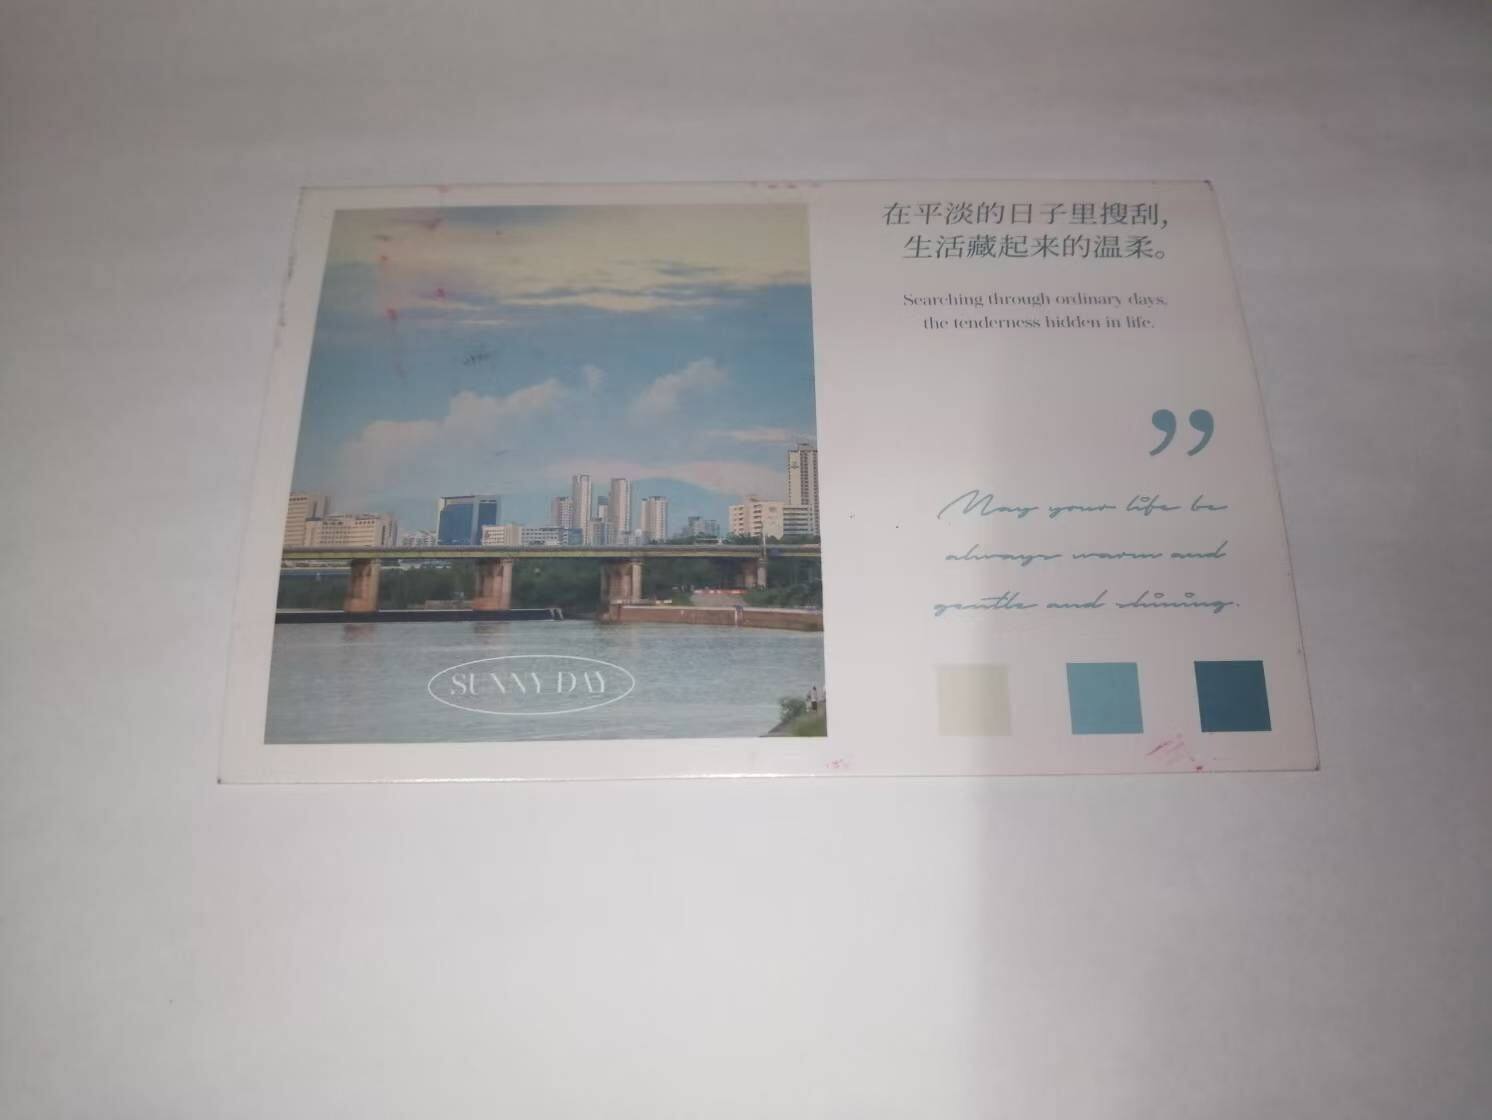 在平淡的日子里搜刮,
生活藏起来的温柔。
Searching through ordinary days,
the tenderness hidden in life.
”
May your life be
always warm and
gentle and shining.
SUNNY DAY